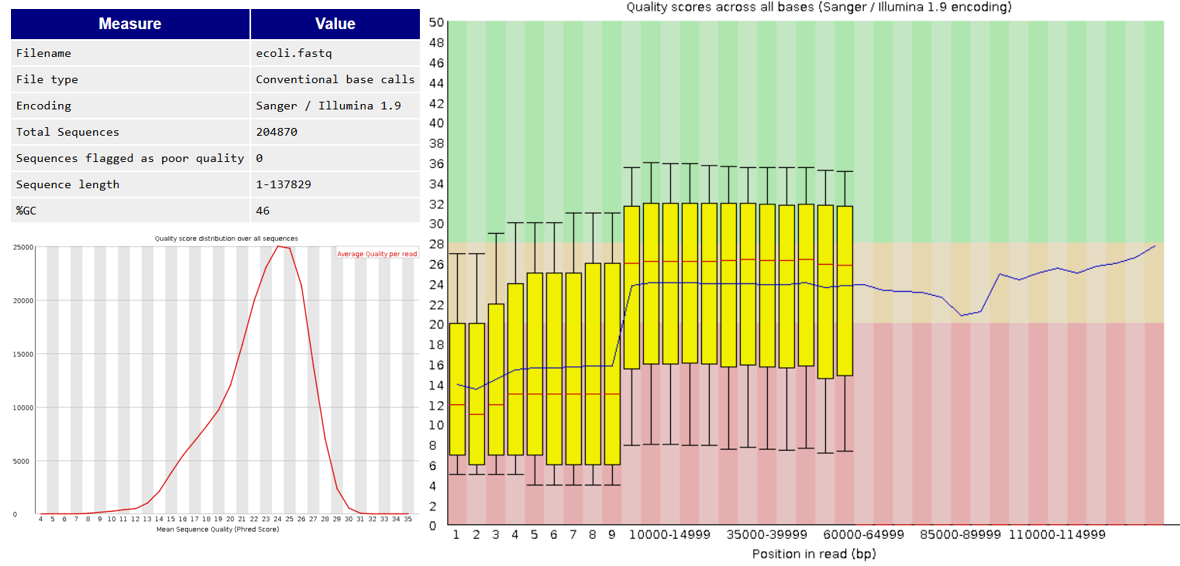 Measure Value
Filename ecoli.fastq
File type Conventional base calls
Encoding Sanger / Illumina 1.9
Total Sequences 204870
Sequences flagged as poor quality 0
Sequence length 1-137829
%GC 46
Quality score distribution over all sequences
Average Quality per read
25000
20000
15000
10000
5000
0
4 5 6 7 8 9 10 11 12 13 14 15 16 17 18 19 20 21 22 23 24 25 26 27 28 29 30 31 32 33 34 35
Mean Sequence Quality (Phred Score)
Quality scores across all bases (Sanger / Illumina 1.9 encoding)
50
48
46
44
42
40
38
36
34
32
30
28
26
24
22
20
18
16
14
12
10
8
6
4
2
0
1 2 3 4 5 6 7 8 9 10000-14999 35000-39999 60000-64999 85000-89999 110000-114999
Position in read (bp)